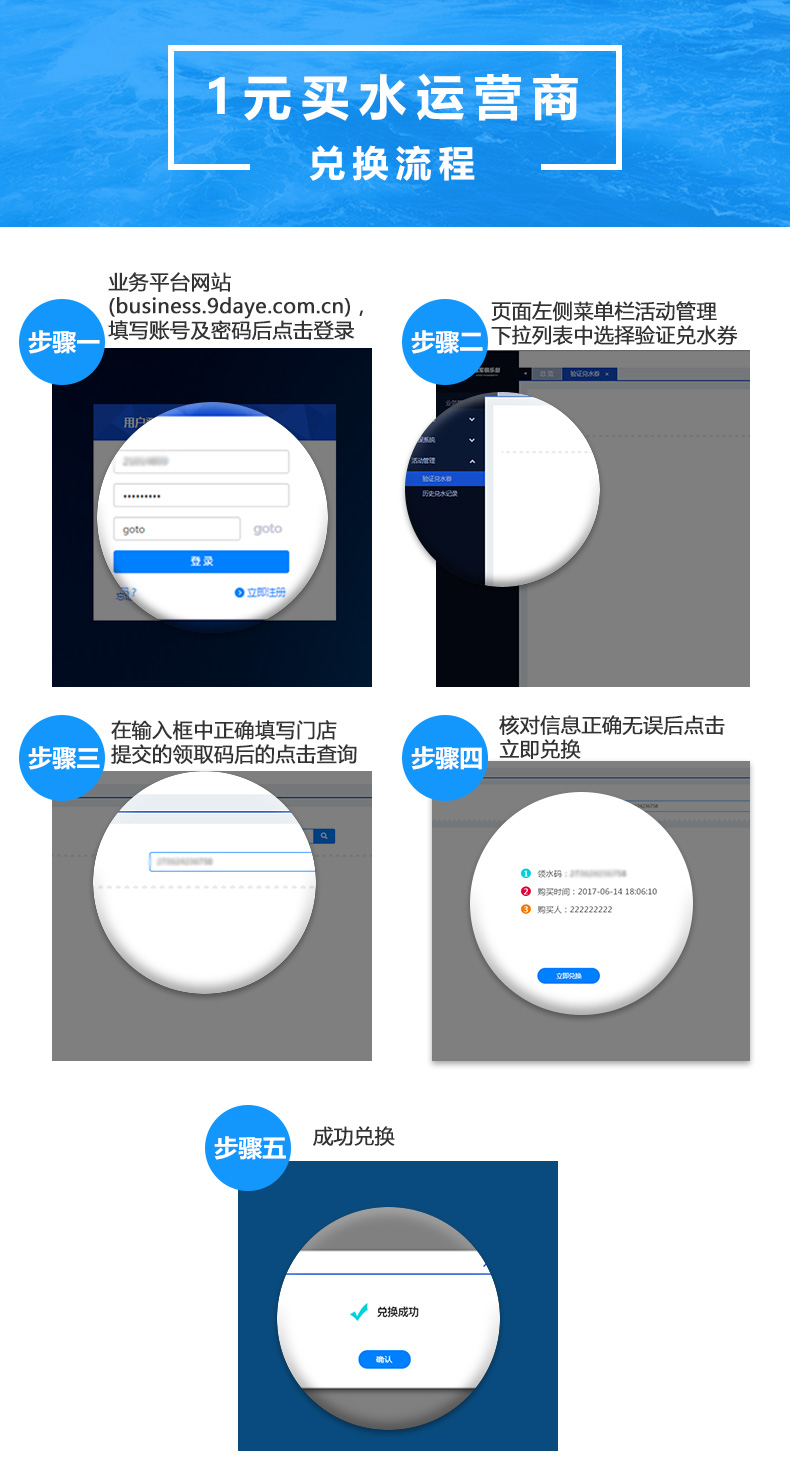 1元买水运营商
兑换流程
步骤一
业务平台网站
(business.9daye.com.cn)，
填写账号及密码后点击登录
用户
•••••••••
goto
goto
登录
立即注册
步骤二
页面左侧菜单栏活动管理
下拉列表中选择验证兑水券
总览
验证兑水券 ×
系统
活动管理
验证兑水券
历史兑水记录
步骤三
在输入框中正确填写门店
提交的领取码后的点击查询
步骤四
核对信息正确无误后点击
立即兑换
1 领水码：
2 购买时间：2017-06-14 18:06:10
3 购买人：222222222
立即兑换
步骤五
成功兑换
兑换成功
确认